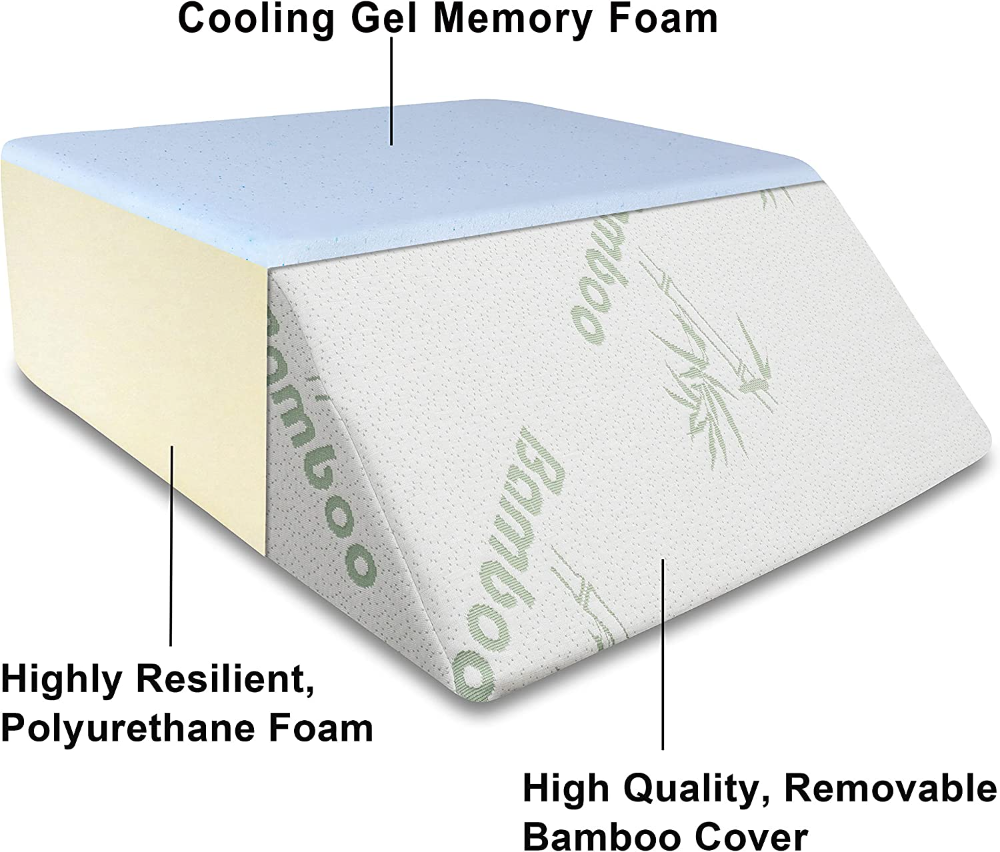 Cooling Gel Memory Foam
Bamboo
Bamboo
Bamboo
Highly Resilient,
Polyurethane Foam
High Quality, Removable
Bamboo Cover